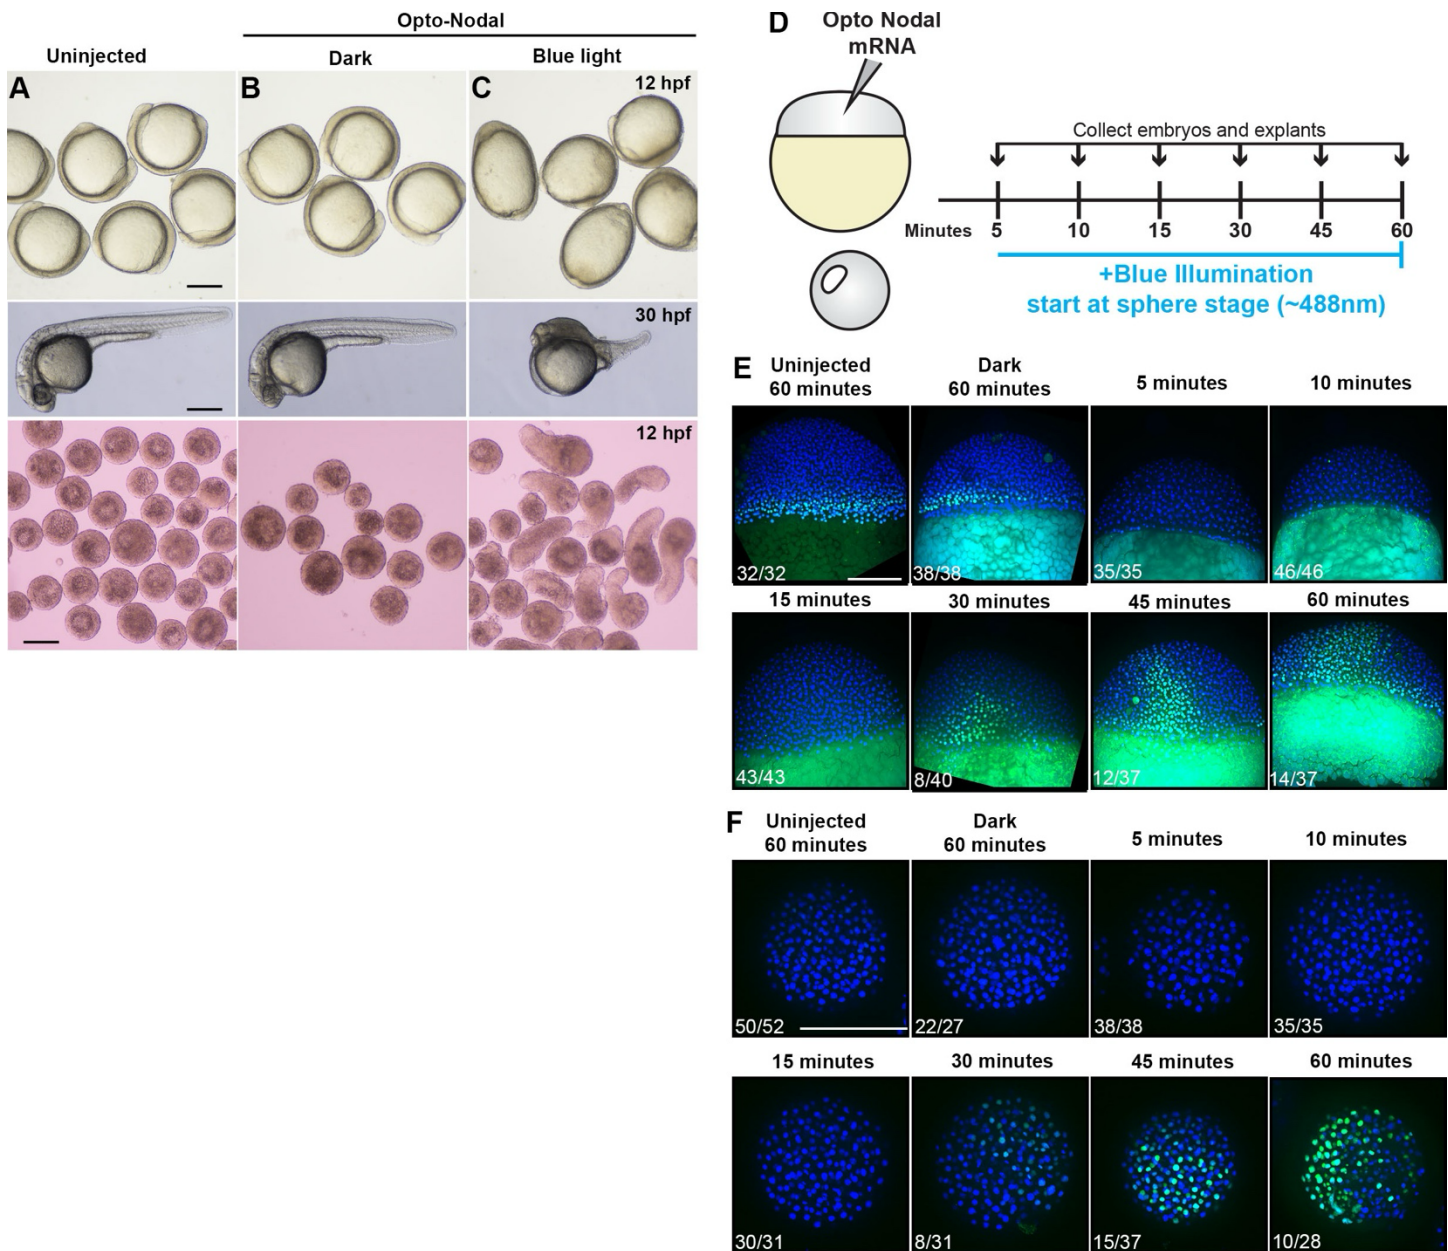 Opto-Nodal
Uninjected
Dark
Blue light
A
B
C
12 hpf
30 hpf
12 hpf
D
Opto Nodal
mRNA
Collect embryos and explants
Minutes
5
10
15
30
45
60
+Blue Illumination
start at sphere stage (~488nm)
E
Uninjected
60 minutes
Dark
60 minutes
5 minutes
10 minutes
32/32
38/38
35/35
46/46
15 minutes
30 minutes
45 minutes
60 minutes
43/43
8/40
12/37
14/37
F
Uninjected
60 minutes
Dark
60 minutes
5 minutes
10 minutes
50/52
22/27
38/38
35/35
15 minutes
30 minutes
45 minutes
60 minutes
30/31
8/31
15/37
10/28